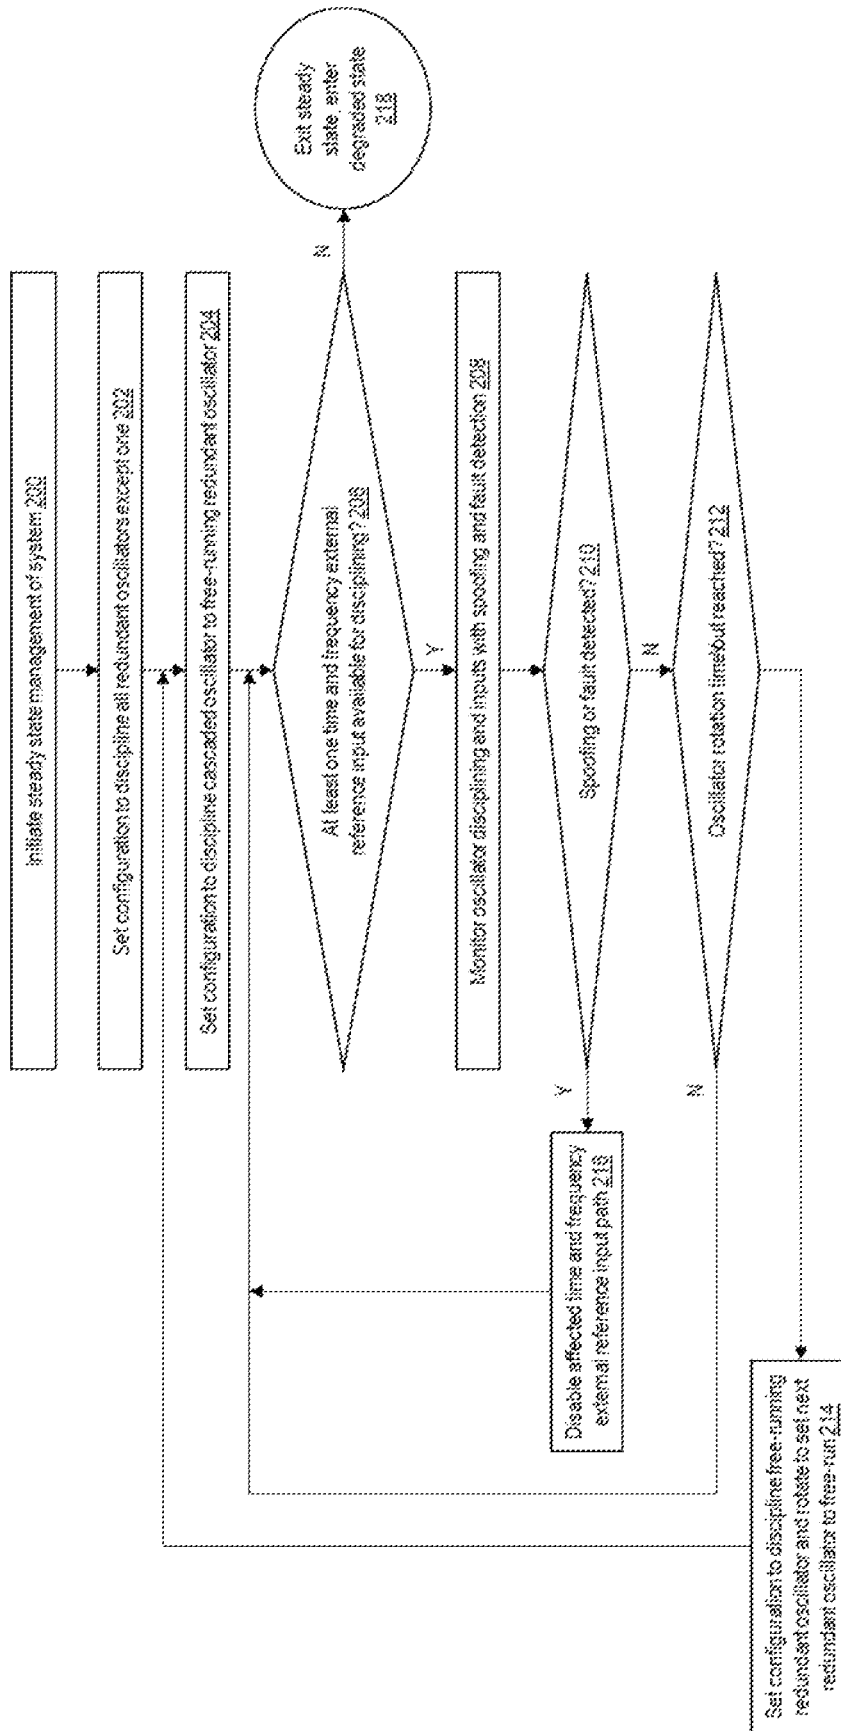 Initiate steady state management of system 200
Set configuration to discipline all redundant oscillators except one 202
Set configuration to discipline cascaded oscillator to free-running redundant oscillator 204
At least one time and frequency external
reference input available for disciplining? 206
N
Exit steady
state, enter
degraded state
218
Y
Monitor oscillator disciplining and inputs with spoofing and fault detection 208
Spoofing or fault detected? 210
Y
Disable affected time and frequency
external reference input path 216
N
Oscillator rotation timeout reached? 212
N
Set configuration to discipline free-running
redundant oscillator and rotate to set next
redundant oscillator to free-run 214